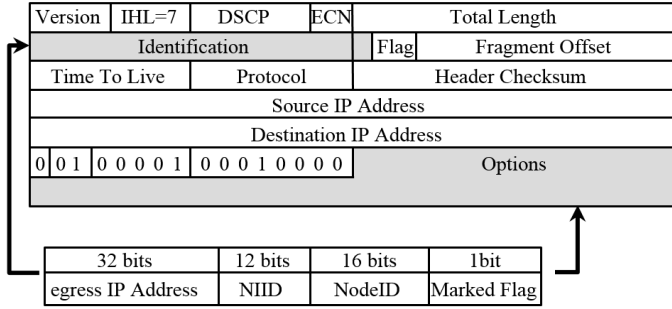 Version IHL=7 DSCP ECN Total Length
Identification Flag Fragment Offset
Time To Live Protocol Header Checksum
Source IP Address
Destination IP Address
0 0 1 0 0 0 0 1 0 0 0 1 0 0 0 0 Options
32 bits 12 bits 16 bits 1bit
egress IP Address NIID NodeID Marked Flag